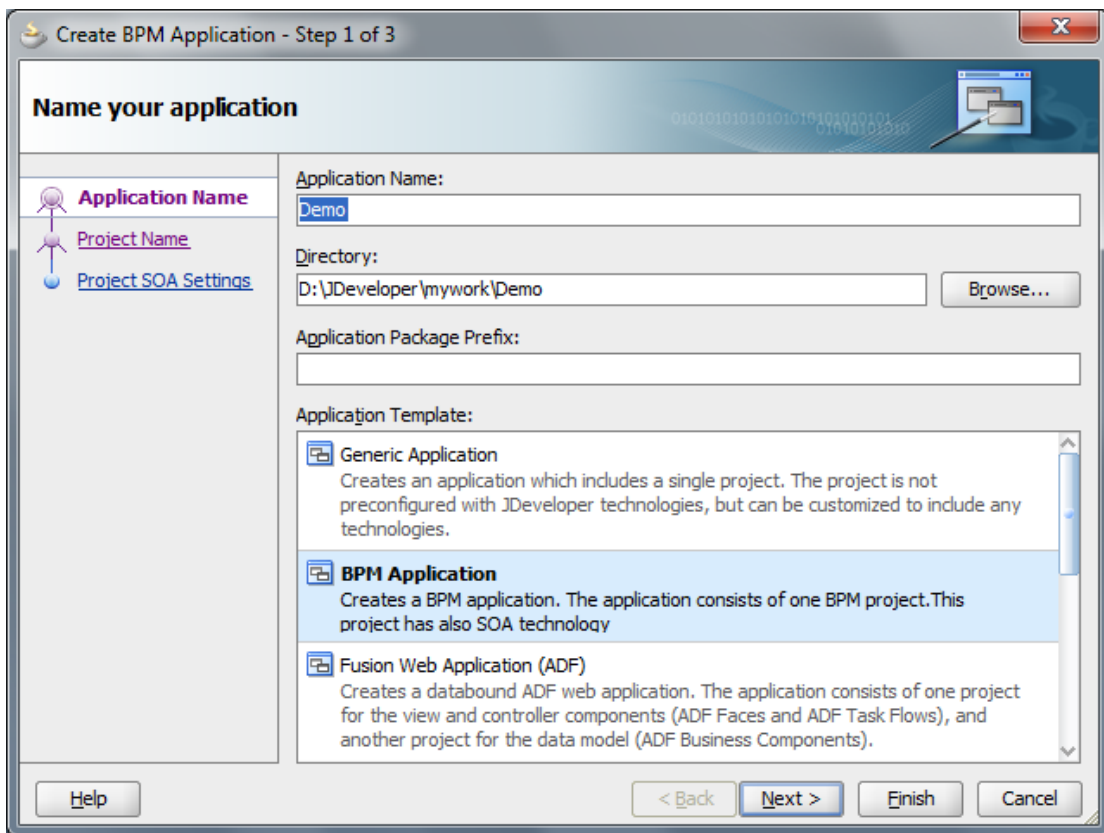 Create BPM Application - Step 1 of 3
Name your application
01010101010101010101010101
01010101010
Application Name
Project Name
Project SOA Settings
Application Name:
Demo
Directory:
D:\JDeveloper\mywork\Demo
Browse...
Application Package Prefix:
Application Template:
Generic Application
Creates an application which includes a single project. The project is not
preconfigured with JDeveloper technologies, but can be customized to include any
technologies.
BPM Application
Creates a BPM application. The application consists of one BPM project.This
project has also SOA technology
Fusion Web Application (ADF)
Creates a databound ADF web application. The application consists of one project
for the view and controller components (ADF Faces and ADF Task Flows), and
another project for the data model (ADF Business Components).
Help
< Back
Next >
Finish
Cancel